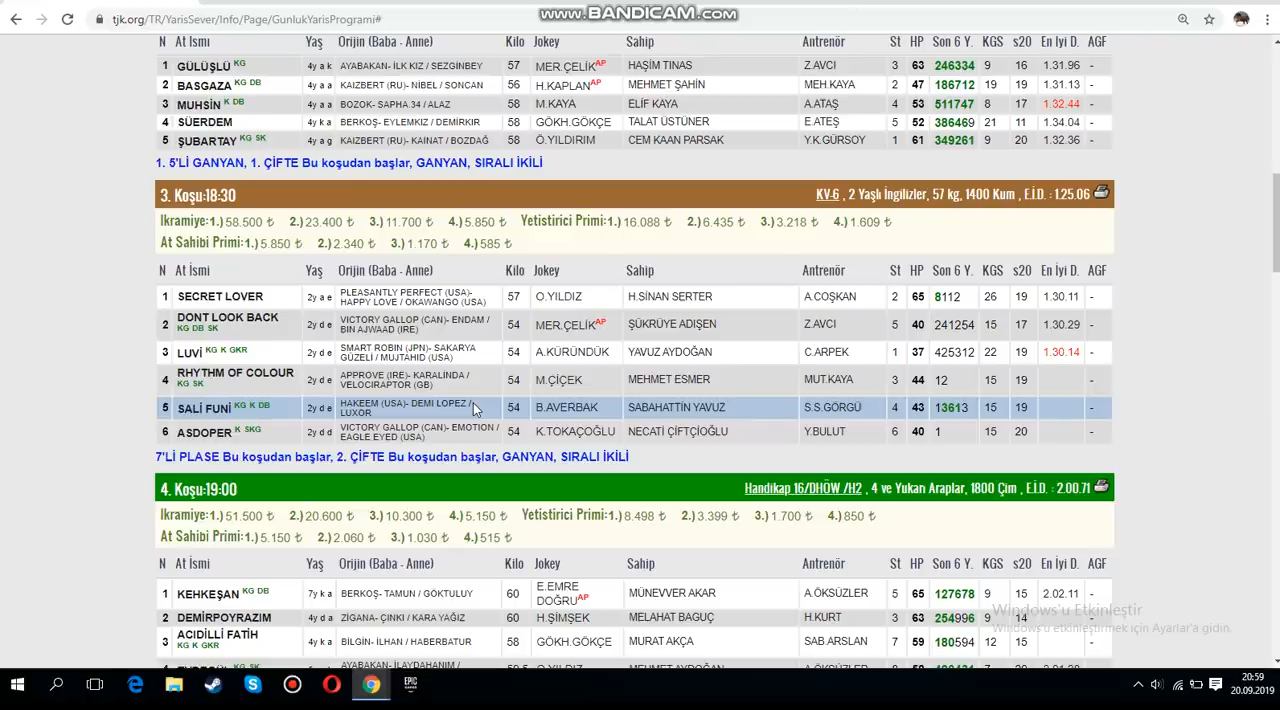 www.BANDICAM.com
tjk.org/TR/YarisSever/Info/Page/GunlukYarisProgrami#
N At İsmi Yaş Orijin (Baba - Anne) Kilo Jokey Sahip Antrenör St HP Son 6 Y. KGS s20 En İyi D. AGF
1 GÜLÜŞLÜ KG 4y a k AYABAKAN- İLK KIZ / SEZGİNBEY 57 MER.ÇELİK AP HAŞİM TINAS Z.AVCI 3 63 246334 9 16 1.31.96 -
2 BASGAZA KG DB 4y a a KAIZBERT (RU)- NİBEL / SONCAN 56 H.KAPLAN AP MEHMET ŞAHİN MEH.KAYA 2 47 186712 19 19 1.31.13 -
3 MUHSİN K DB 4y a a BOZOK- SAPHA.34 / ALAZ 58 M.KAYA ELİF KAYA A.ATAŞ 4 53 511747 8 17 1.32.44 -
4 SÜERDEM 4y k a BERKOŞ- EYLEMKIZ / DEMİRKIR 58 GÖKH.GÖKÇE TALAT ÜSTÜNER E.ATEŞ 5 52 386469 21 11 1.34.04 -
5 ŞUBARTAY KG SK 4y a g KAIZBERT (RU)- KAİNAT / BOZDAĞ 58 Ö.YILDIRIM CEM KAAN PARSAK Y.K.GÜRSOY 1 61 349261 9 20 1.32.36 -
1. 5'Lİ GANYAN, 1. ÇİFTE Bu koşudan başlar, GANYAN, SIRALI İKİLİ
3. Koşu:18:30 KV-6 , 2 Yaşlı İngilizler, 57 kg, 1400 Kum , E.İ.D. : 1.25.06
Ikramiye:1.) 58.500 ₺ 2.) 23.400 ₺ 3.) 11.700 ₺ 4.) 5.850 ₺ Yetistirici Primi:1.) 16.088 ₺ 2.) 6.435 ₺ 3.) 3.218 ₺ 4.) 1.609 ₺
At Sahibi Primi:1.) 5.850 ₺ 2.) 2.340 ₺ 3.) 1.170 ₺ 4.) 585 ₺
N At İsmi Yaş Orijin (Baba - Anne) Kilo Jokey Sahip Antrenör St HP Son 6 Y. KGS s20 En İyi D. AGF
1 SECRET LOVER 2y a e PLEASANTLY PERFECT (USA)- HAPPY LOVE / OKAWANGO (USA) 57 O.YILDIZ H.SİNAN SERTER A.COŞKAN 2 65 8112 26 19 1.30.11 -
2 DONT LOOK BACK KG DB SK 2y d e VICTORY GALLOP (CAN)- ENDAM / BIN AJWAAD (IRE) 54 MER.ÇELİK AP ŞÜKRÜYE ADIŞEN Z.AVCI 5 40 241254 15 17 1.30.29 -
3 LUVİ KG K GKR 2y d e SMART ROBIN (JPN)- SAKARYA GÜZELİ / MUJTAHID (USA) 54 A.KÜRÜNDÜK YAVUZ AYDOĞAN C.ARPEK 1 37 425312 22 19 1.30.14 -
4 RHYTHM OF COLOUR KG SK 2y d e APPROVE (IRE)- KARALİNDA / VELOCIRAPTOR (GB) 54 M.ÇİÇEK MEHMET ESMER MUT.KAYA 3 44 12 15 19 -
5 SALİ FUNİ KG K DB 2y d e HAKEEM (USA)- DEMI LOPEZ / LUXOR 54 B.AVERBAK SABAHATTİN YAVUZ S.S.GÖRGÜ 4 43 13613 15 19 -
6 ASDOPER K SKG 2y d d VICTORY GALLOP (CAN)- EMOTION / EAGLE EYED (USA) 54 K.TOKAÇOĞLU NECATİ ÇİFTÇİOĞLU Y.BULUT 6 40 1 15 20 -
7'Lİ PLASE Bu koşudan başlar, 2. ÇİFTE Bu koşudan başlar, GANYAN, SIRALI İKİLİ
4. Koşu:19:00 Handikap 16/DHÖW /H2 , 4 ve Yukarı Araplar, 1800 Çim , E.İ.D. : 2.00.71
Ikramiye:1.) 51.500 ₺ 2.) 20.600 ₺ 3.) 10.300 ₺ 4.) 5.150 ₺ Yetistirici Primi:1.) 8.498 ₺ 2.) 3.399 ₺ 3.) 1.700 ₺ 4.) 850 ₺
At Sahibi Primi:1.) 5.150 ₺ 2.) 2.060 ₺ 3.) 1.030 ₺ 4.) 515 ₺
N At İsmi Yaş Orijin (Baba - Anne) Kilo Jokey Sahip Antrenör St HP Son 6 Y. KGS s20 En İyi D. AGF
1 KEHKEŞAN KG DB 7y k a BERKOŞ- TAMUN / GÖKTULUY 60 E.EMRE DOĞRU AP MÜNEVVER AKAR A.ÖKSÜZLER 5 65 127678 9 15 2.02.11 -
2 DEMİRPOYRAZIM 4y d a ZİGANA- ÇINKI / KARA YAĞIZ 60 H.ŞİMŞEK MELAHAT BAGUÇ H.KURT 3 63 254996 9 14 -
3 ACIDİLLİ FATİH KG K GKR 4y k a BİLGİN- İLHAN / HABERBATUR 58 GÖKH.GÖKÇE MURAT AKÇA SAB.ARSLAN 7 59 180594 12 15 -
AYABAKAN- İLAYDAHANIM /
Windows'u Etkinleştir
Windows'u etkinleştirmek için Ayarlar'a gidin.
EPIC GAMES
20:59
20.09.2019